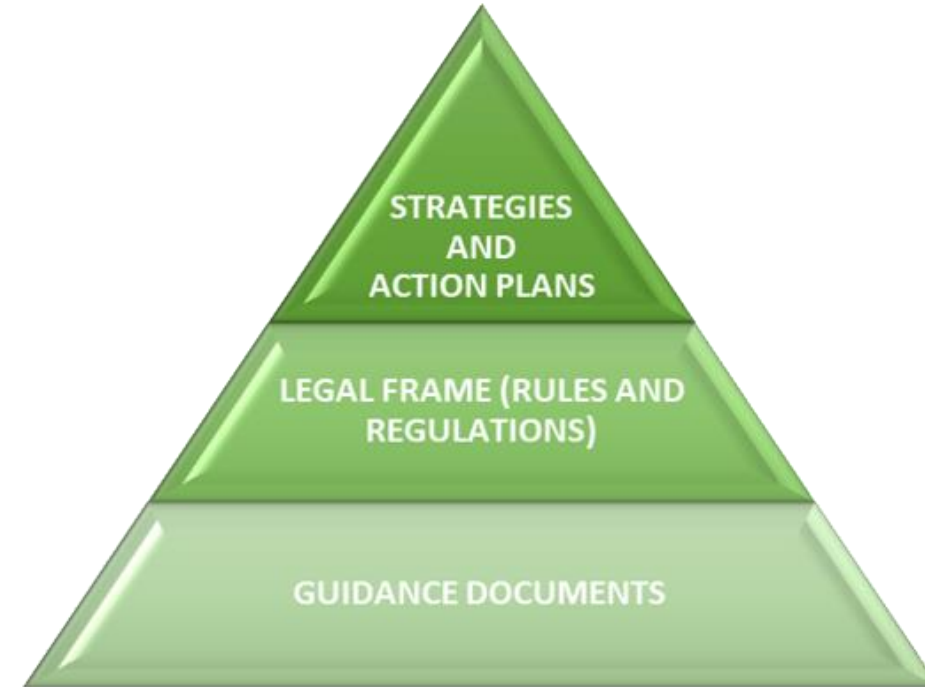 STRATEGIES
AND
ACTION PLANS
LEGAL FRAME (RULES AND
REGULATIONS)
GUIDANCE DOCUMENTS